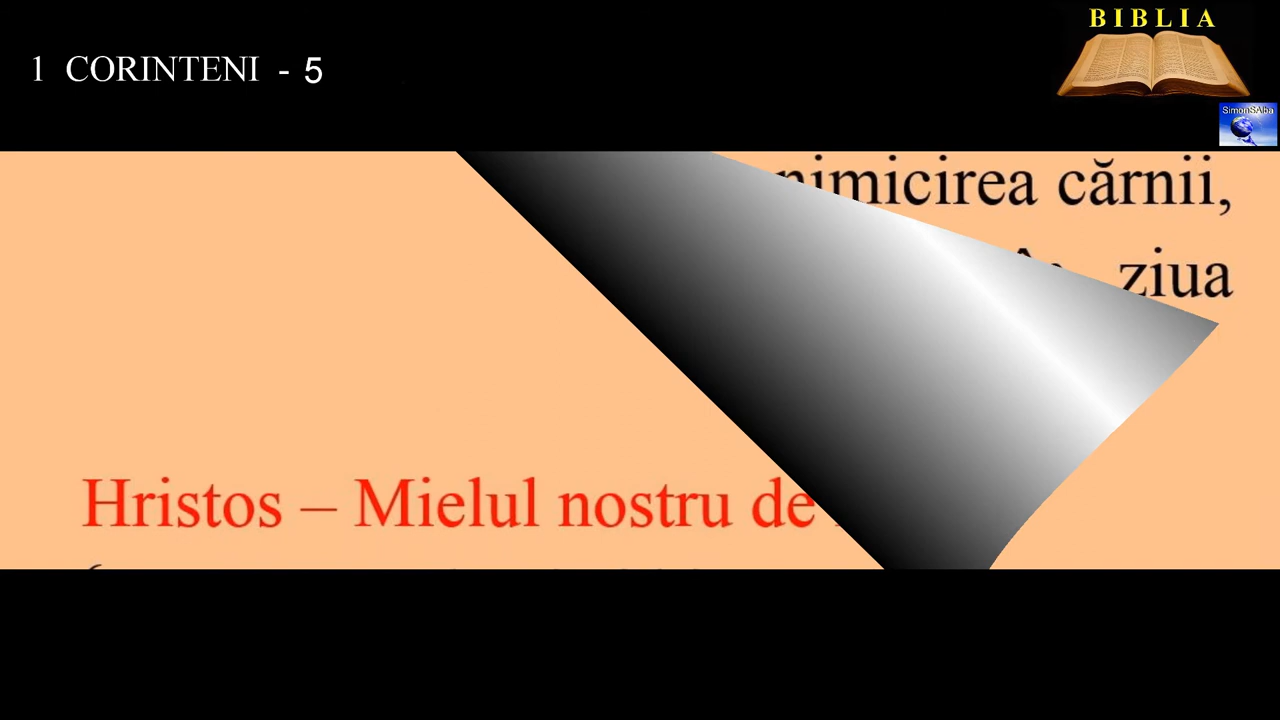 BIBLIA
1 CORINTENI - 5
SimonSAlba
nimicirea cărnii,
ziua
Hristos – Mielul nostru de